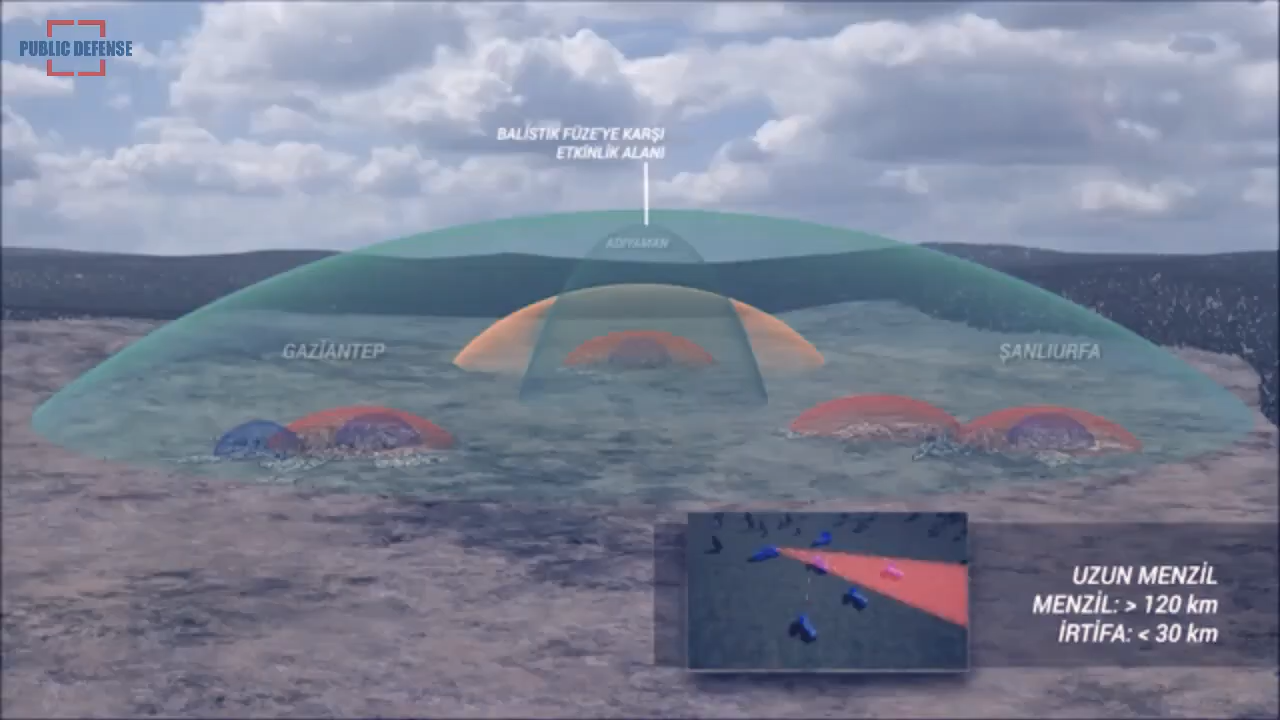 PUBLIC DEFENSE
BALİSTİK FÜZE'YE KARŞI
ETKİNLİK ALANI
ADIYAMAN
GAZİANTEP
ŞANLIURFA
UZUN MENZİL
MENZİL: > 120 km
İRTİFA: < 30 km